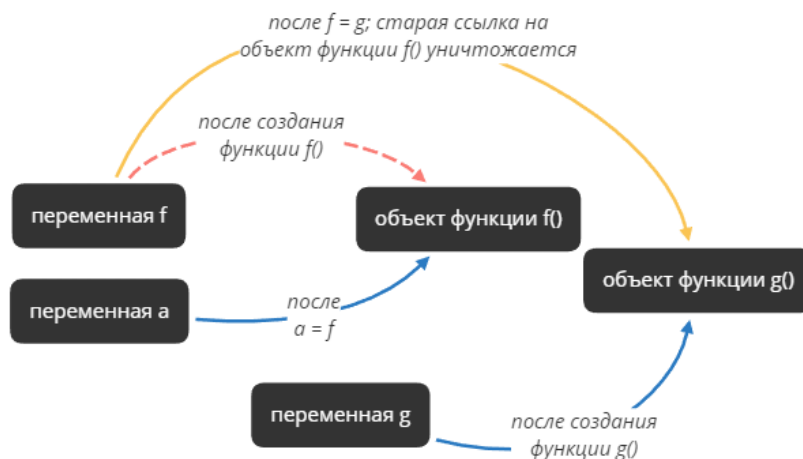 после f = g; старая ссылка на
объект функции f() уничтожается
после создания
функции f()
переменная f
объект функции f()
объект функции g()
переменная a
после
a = f
переменная g
после создания
функции g()